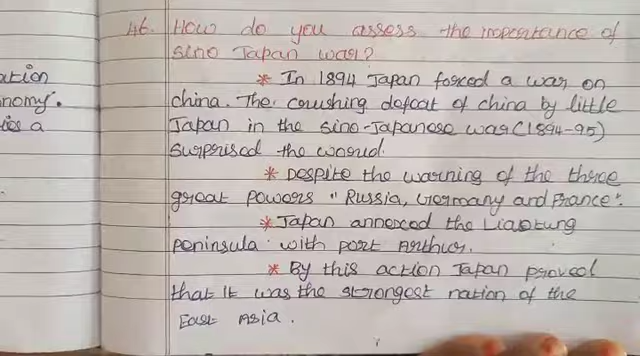 ation
nomy.
46. How do you assess the importance of
sino Japan war?
* In 1894 Japan forced a war on
china. The crushing defeat of china by little
Japan in the sino-Japanese war (1894-95)
surprised the world.
* Despite the warning of the three
great powers "Russia, Germany and France".
* Japan annexed the Liaotung
peninsula with port Arthur.
* By this action Japan proved
that it was the strongest nation of the
East Asia.